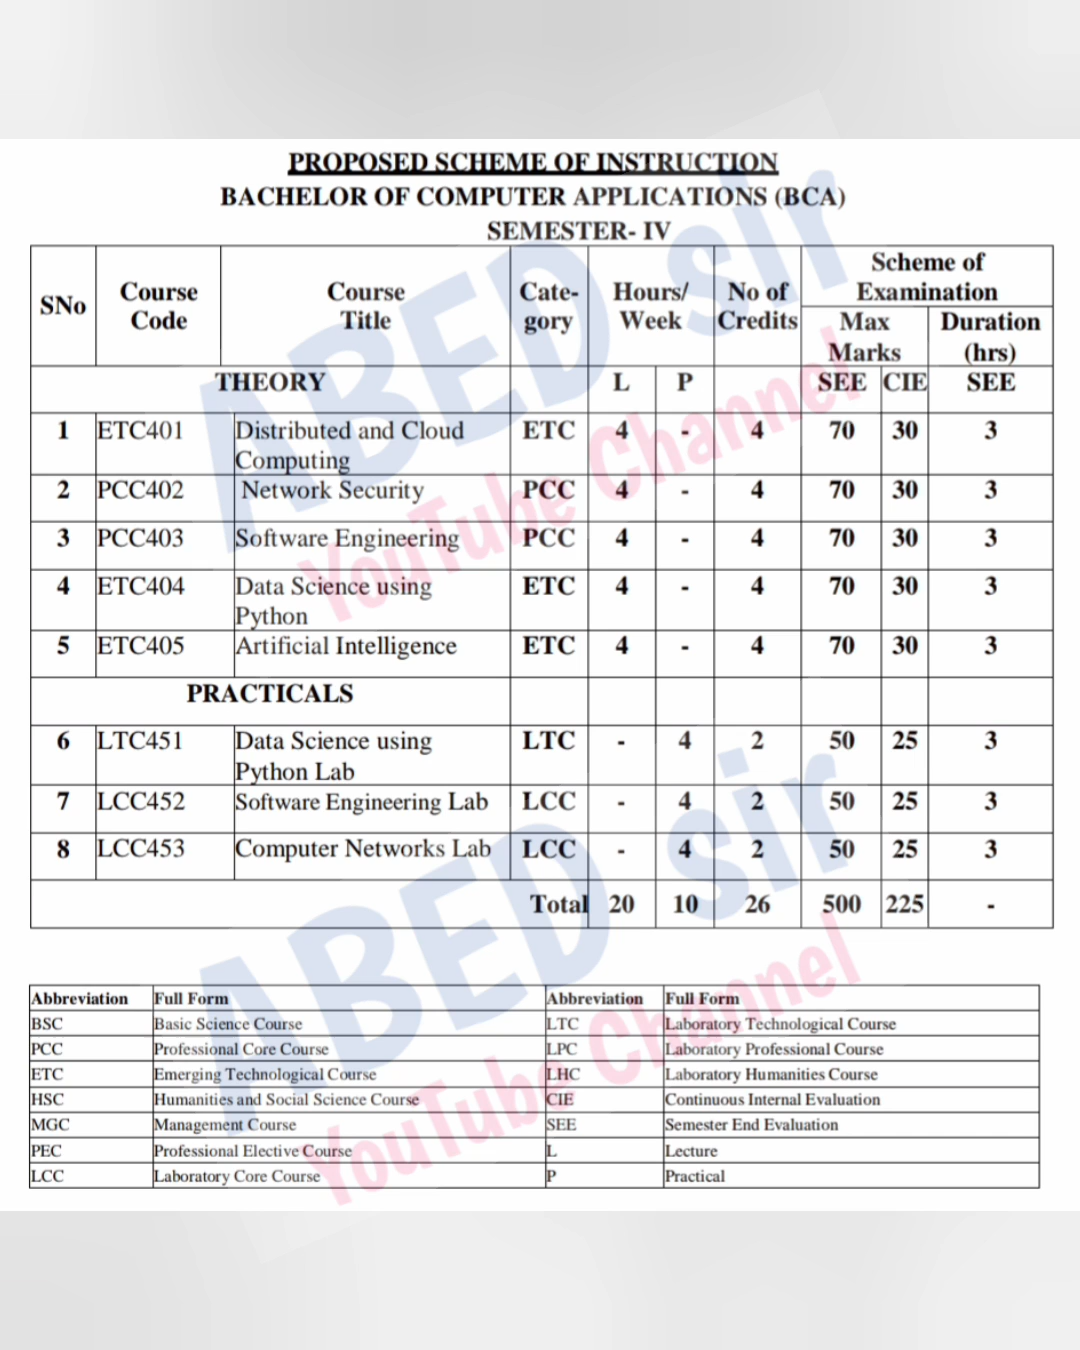 PROPOSED SCHEME OF INSTRUCTION
BACHELOR OF COMPUTER APPLICATIONS (BCA)
SEMESTER- IV
SNo Course Code Course Title Cate-gory Hours/ Week No of Credits Scheme of Examination
Max Marks Duration (hrs)
THEORY L P SEE CIE SEE
1 ETC401 Distributed and Cloud Computing ETC 4 - 4 70 30 3
2 PCC402 Network Security PCC 4 - 4 70 30 3
3 PCC403 Software Engineering PCC 4 - 4 70 30 3
4 ETC404 Data Science using Python ETC 4 - 4 70 30 3
5 ETC405 Artificial Intelligence ETC 4 - 4 70 30 3
PRACTICALS
6 LTC451 Data Science using Python Lab LTC - 4 2 50 25 3
7 LCC452 Software Engineering Lab LCC - 4 2 50 25 3
8 LCC453 Computer Networks Lab LCC - 4 2 50 25 3
Total 20 10 26 500 225 -
Abbreviation Full Form Abbreviation Full Form
BSC Basic Science Course LTC Laboratory Technological Course
PCC Professional Core Course LPC Laboratory Professional Course
ETC Emerging Technological Course LHC Laboratory Humanities Course
HSC Humanities and Social Science Course CIE Continuous Internal Evaluation
MGC Management Course SEE Semester End Evaluation
PEC Professional Elective Course L Lecture
LCC Laboratory Core Course P Practical
ABED sir
YouTube Channel
ABED sir
YouTube Channel